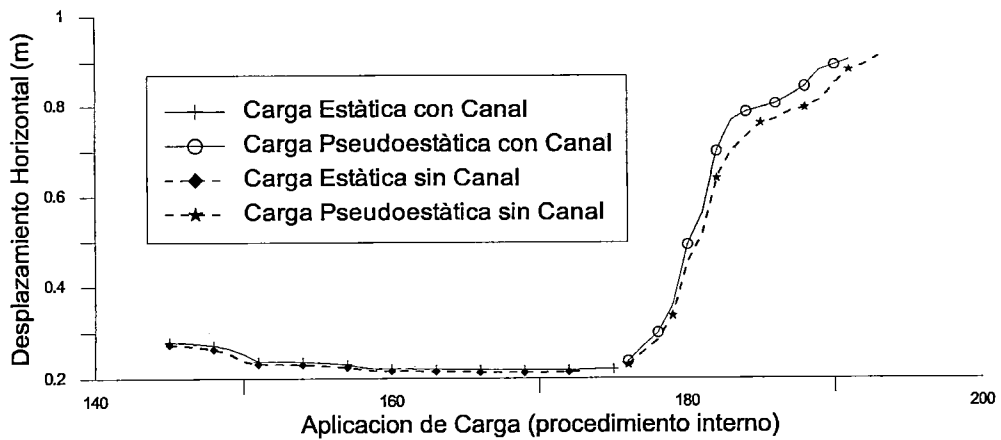 1
0.8
0.6
0.4
0.2
Desplazamiento Horizontal (m)
Carga Estàtica con Canal
Carga Pseudoestàtica con Canal
Carga Estàtica sin Canal
Carga Pseudoestàtica sin Canal
140
160
180
200
Aplicacion de Carga (procedimiento interno)